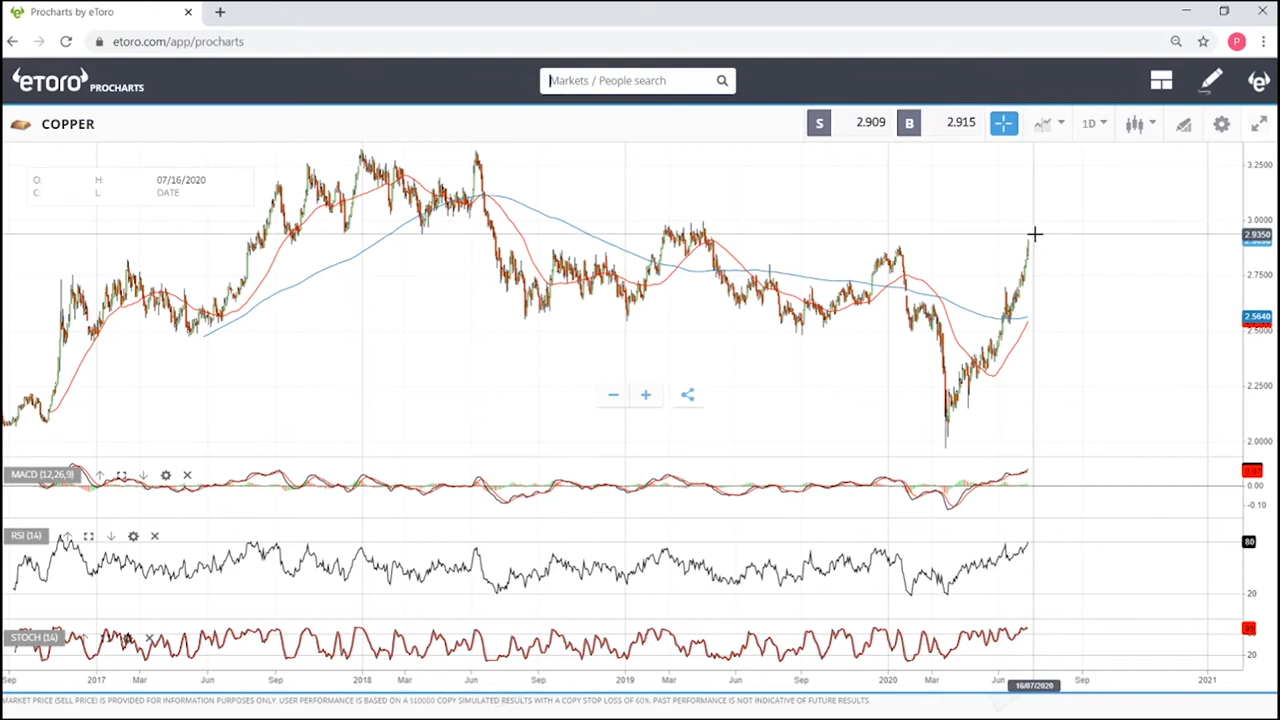 Procharts by eToro
etoro.com/app/procharts
P
eToro PROCHARTS
Markets / People search
COPPER
S 2.909 B 2.915 1D
O: H: 07/16/2020
C: L: DATE
3.2500
3.0000
2.9350
2.7500
2.5640
2.5000
2.2500
2.0000
MACD (12,26,9)
0.07
0.00
-0.10
RSI (14)
80
20
STOCH (14)
20
Sep 2017 Mar Jun Sep 2018 Mar Jun Sep 2019 Mar Jun Sep 2020 Mar Jun Sep 2021
16/07/2020
MARKET PRICE (SELL PRICE) IS PROVIDED FOR INFORMATION PURPOSES ONLY. USER PERFORMANCE IS BASED ON A $10000 COPY SIMULATED RESULTS WITH A COPY STOP LOSS OF 60%. PAST PERFORMANCE IS NOT INDICATIVE OF FUTURE RESULTS.